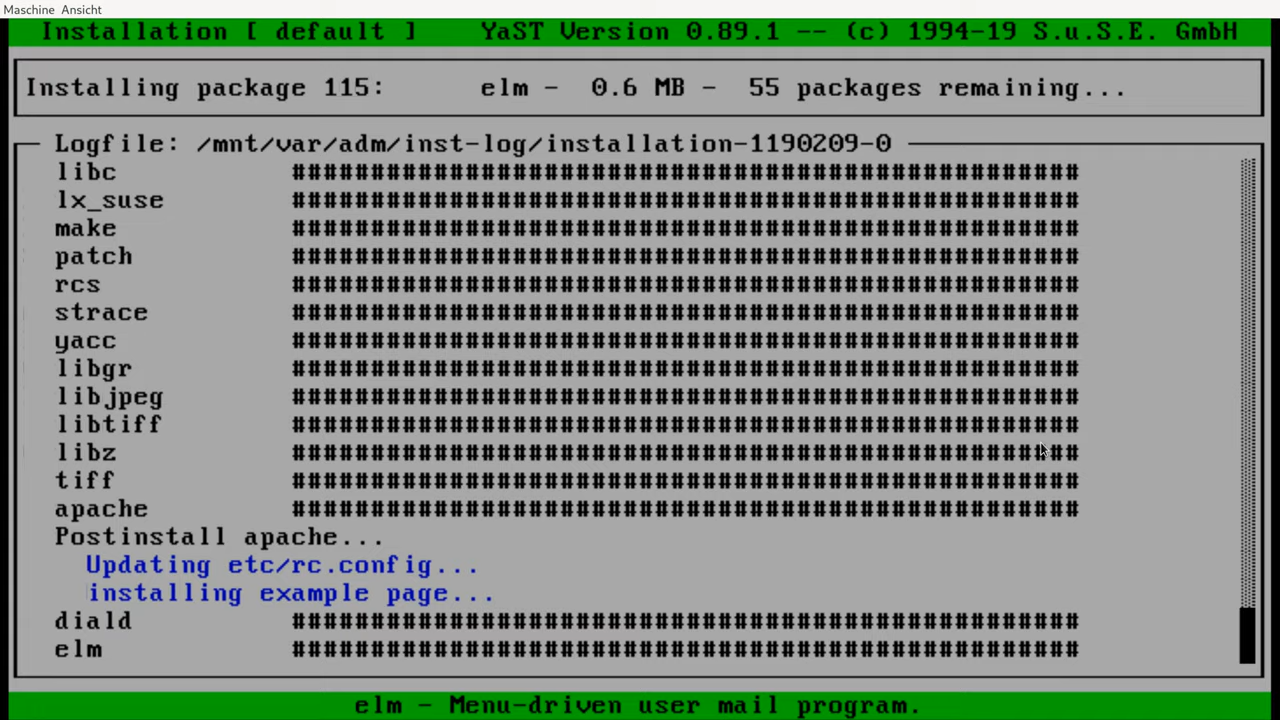 Maschine Ansicht
Installation [ default ] YaST Version 0.89.1 -- (c) 1994-19 S.u.S.E. GmbH
Installing package 115: elm - 0.6 MB - 55 packages remaining...
Logfile: /mnt/var/adm/inst-log/installation-1190209-0
libc ##################################################
lx_suse ##################################################
make ##################################################
patch ##################################################
rcs ##################################################
strace ##################################################
yacc ##################################################
libgr ##################################################
libjpeg ##################################################
libtiff ##################################################
libz ##################################################
tiff ##################################################
apache ##################################################
Postinstall apache...
Updating etc/rc.config...
installing example page...
diald ##################################################
elm ##################################################
elm - Menu-driven user mail program.